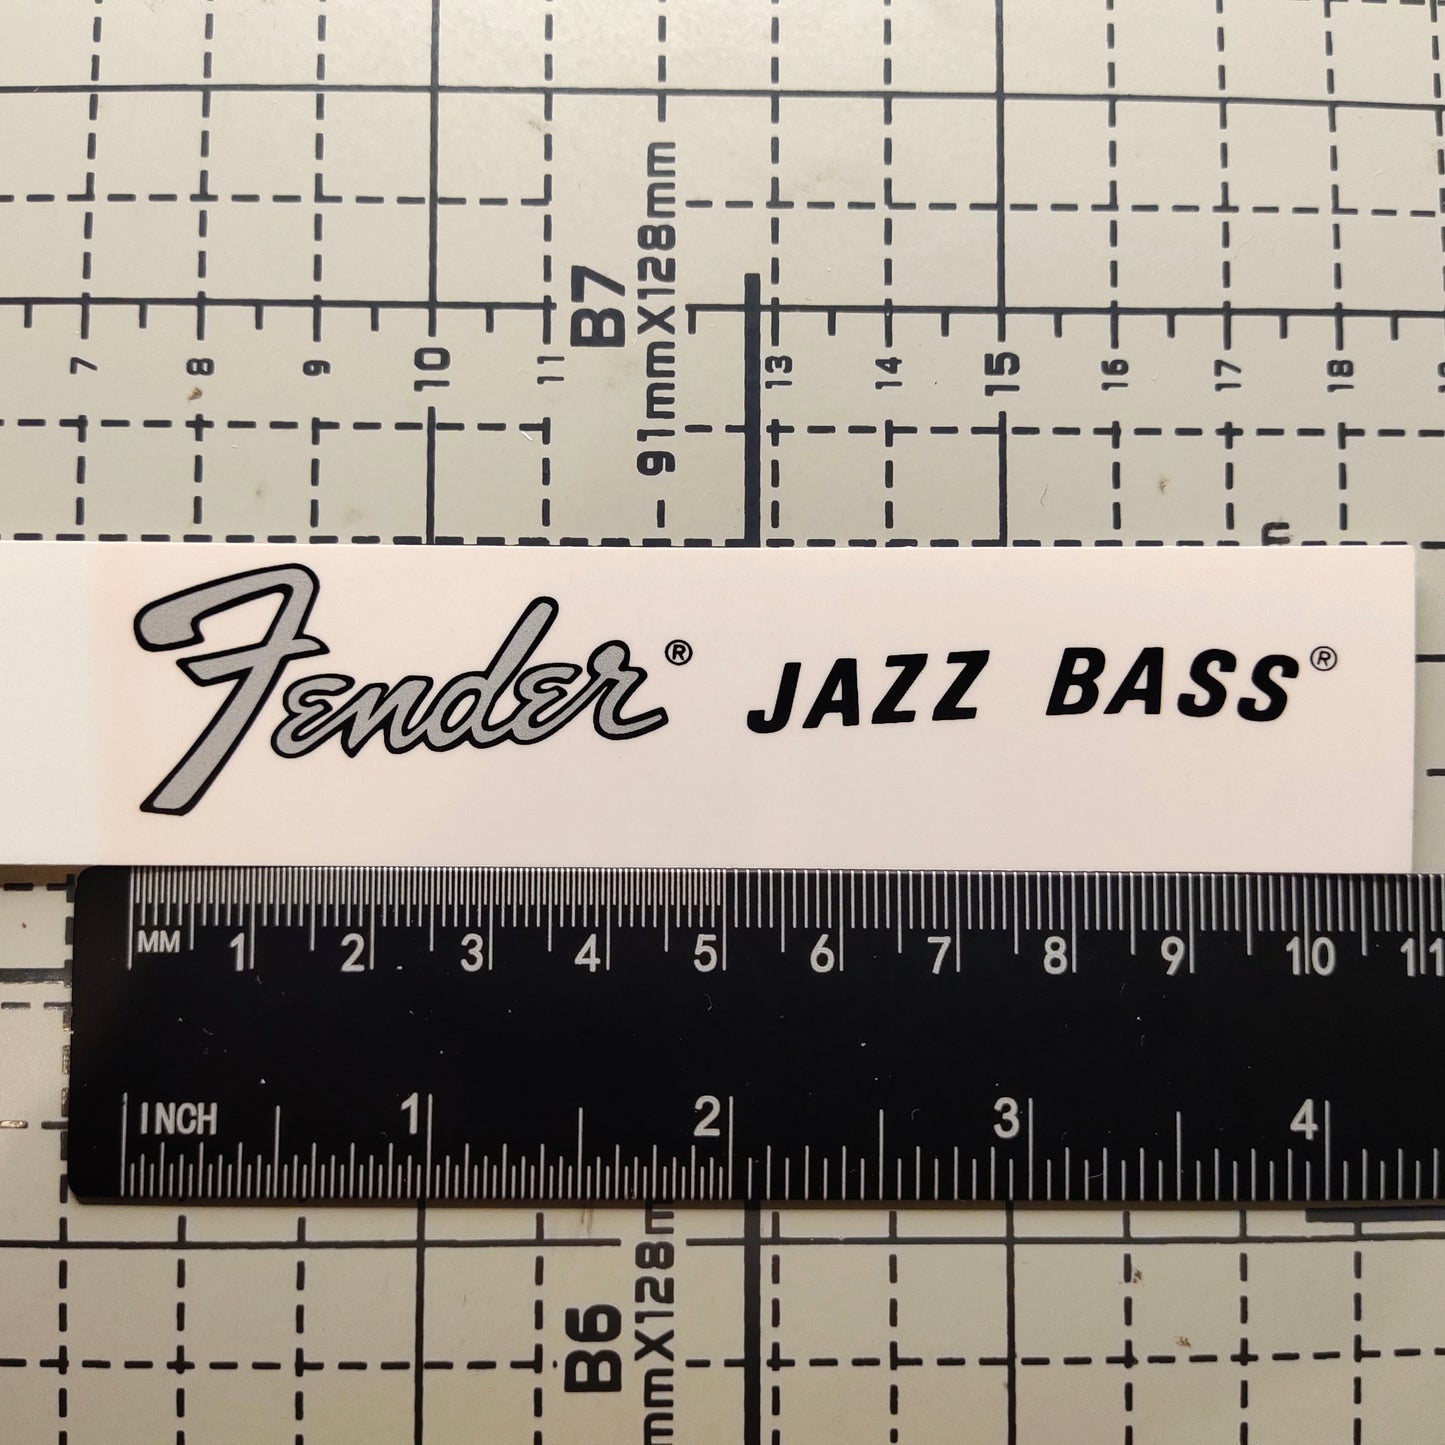 7 8 9 10 11 13 14 15 16 17 18
B7
91mmX128mm
Fender® JAZZ BASS®
MM 1 2 3 4 5 6 7 8 9 10 11
INCH 1 2 3 4
B6